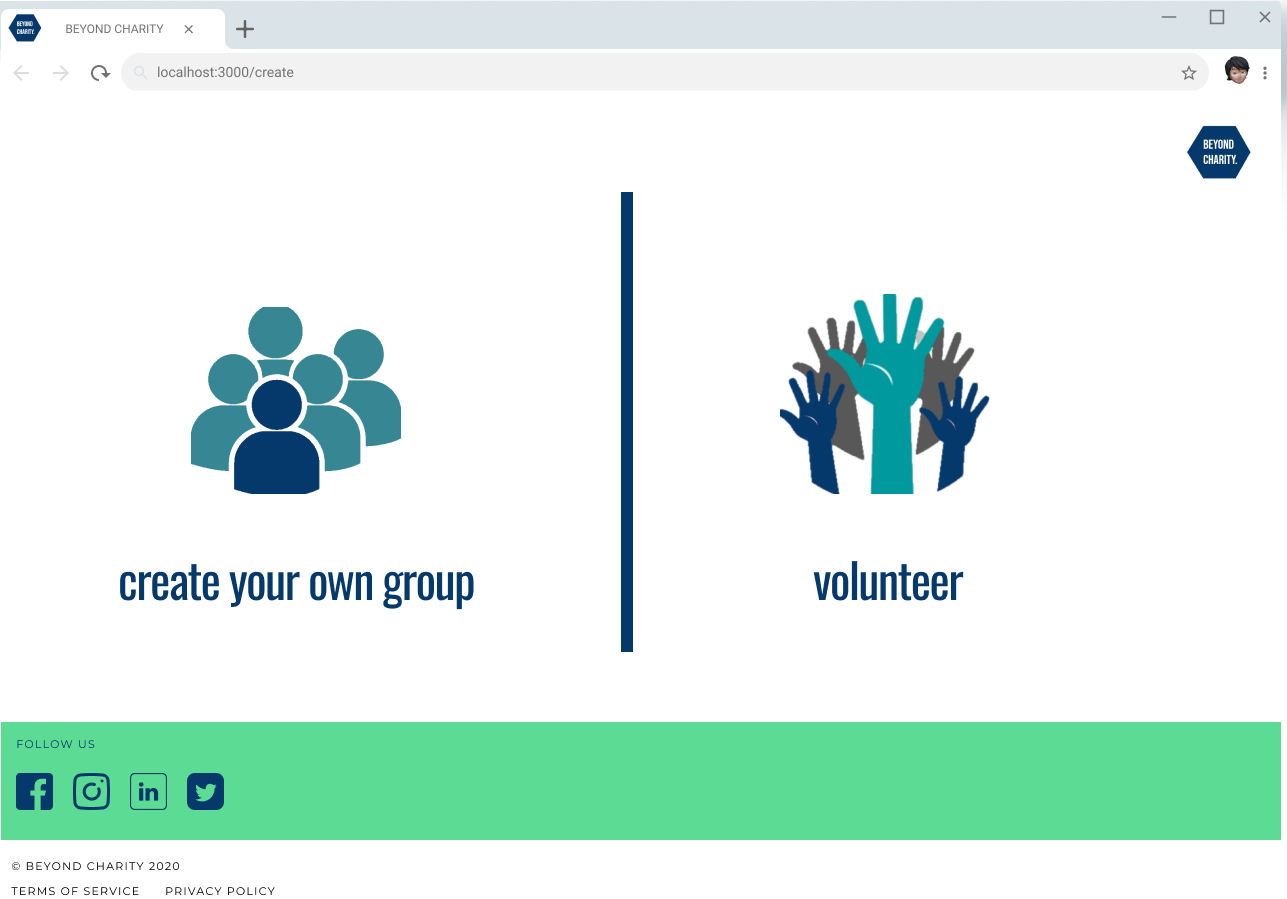 BEYOND
CHARITY.
BEYOND CHARITY
localhost:3000/create
BEYOND
CHARITY.
create your own group
volunteer
FOLLOW US
in
© BEYOND CHARITY 2020
TERMS OF SERVICE PRIVACY POLICY